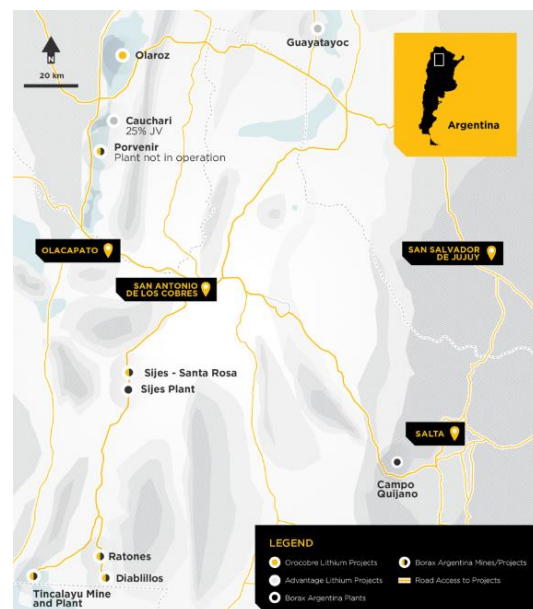 N
20 km
Olaroz
Guayatayoc
Argentina
Cauchari
25% JV
Porvenir
Plant not in operation
OLACAPATO
SAN ANTONIO
DE LOS COBRES
SAN SALVADOR
DE JUJUY
Sijes - Santa Rosa
Sijes Plant
SALTA
Campo
Quijano
Ratones
Diablillos
Tincalayu Mine
and Plant
LEGEND
Orocobre Lithium Projects
Advantage Lithium Projects
Borax Argentina Plants
Borax Argentina Mines/Projects
Road Access to Projects